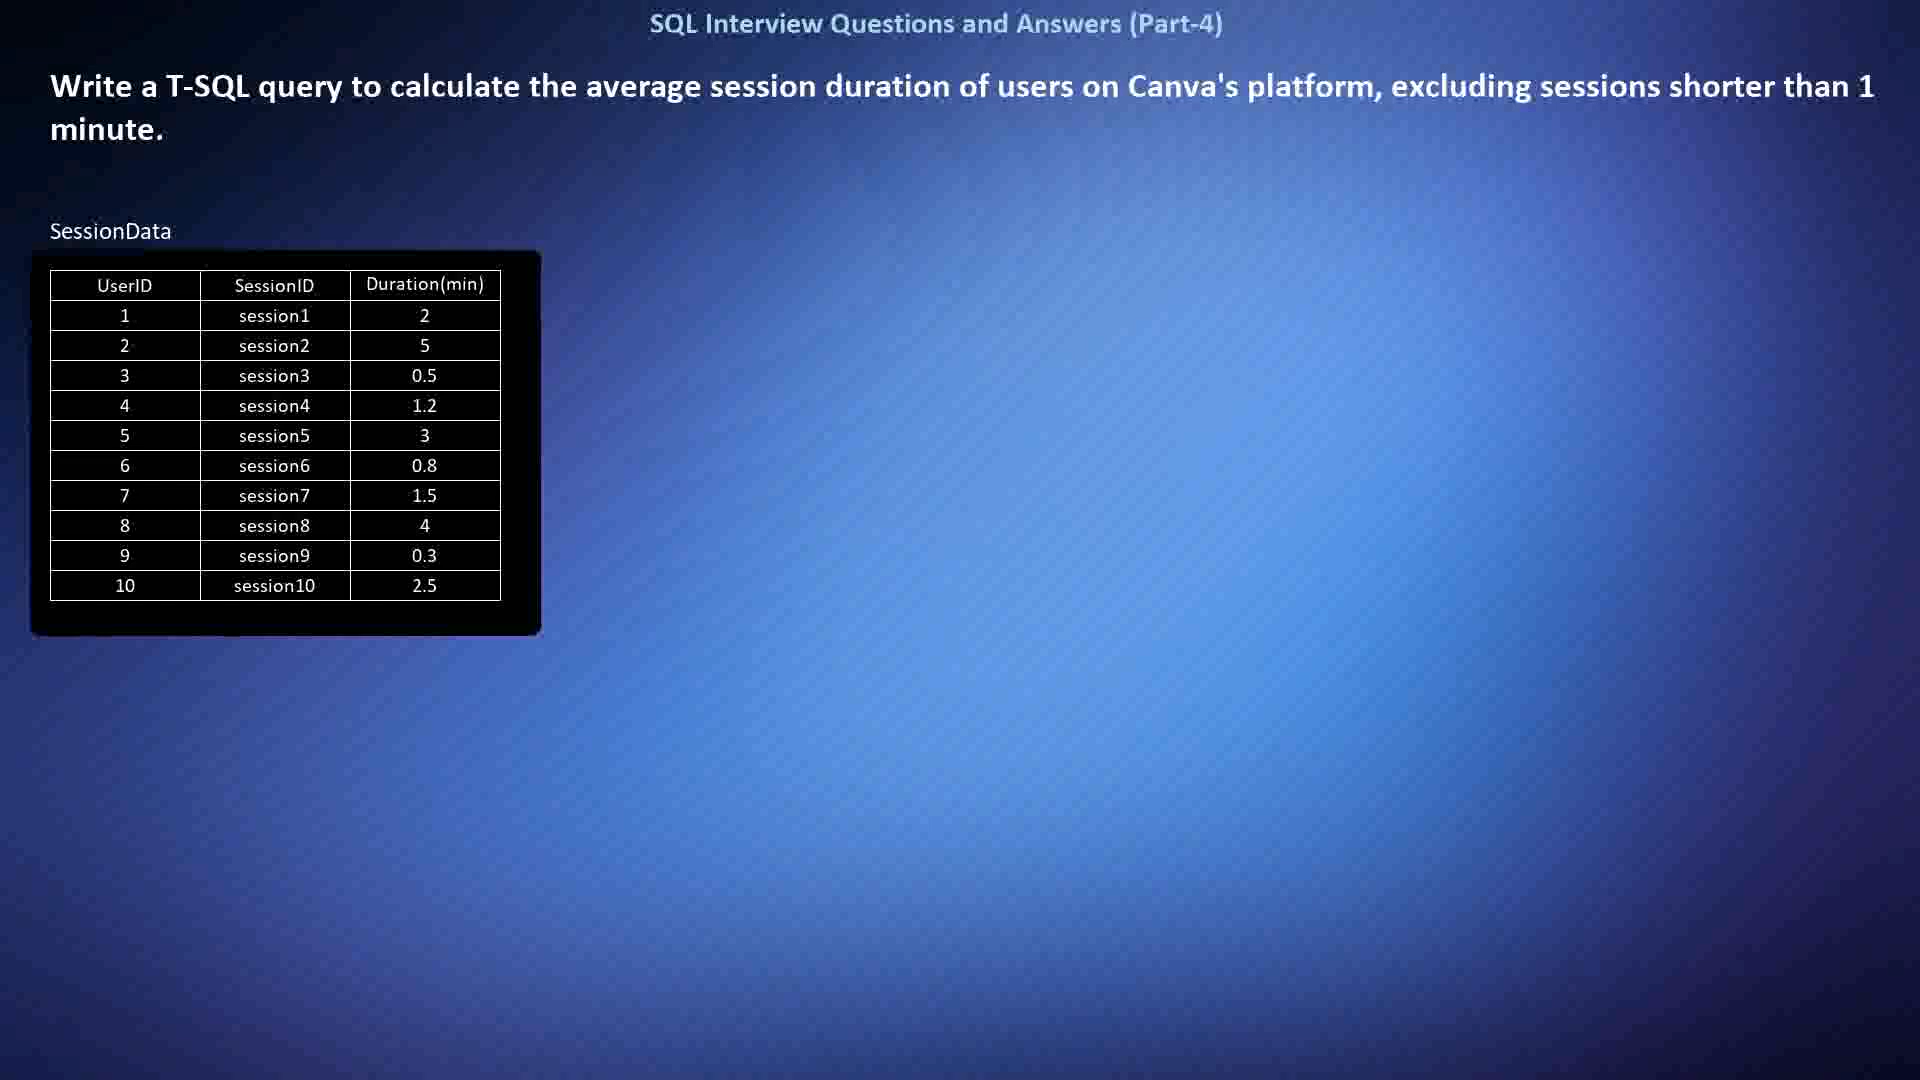 SQL Interview Questions and Answers (Part-4)
Write a T-SQL query to calculate the average session duration of users on Canva's platform, excluding sessions shorter than 1
minute.
SessionData
UserID SessionID Duration(min)
1 session1 2
2 session2 5
3 session3 0.5
4 session4 1.2
5 session5 3
6 session6 0.8
7 session7 1.5
8 session8 4
9 session9 0.3
10 session10 2.5